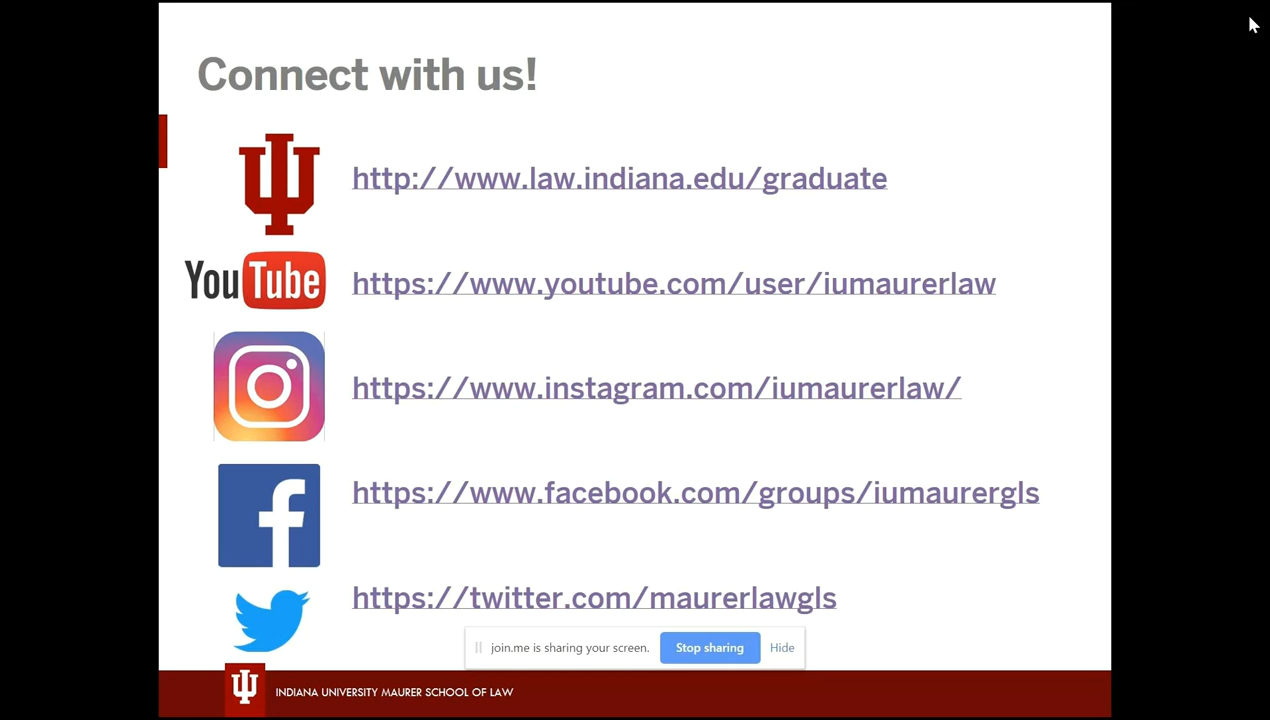 Connect with us!
http://www.law.indiana.edu/graduate
YouTube
https://www.youtube.com/user/iumaurerlaw
https://www.instagram.com/iumaurerlaw/
https://www.facebook.com/groups/iumaurergls
https://twitter.com/maurerlawgls
join.me is sharing your screen. Stop sharing Hide
INDIANA UNIVERSITY MAURER SCHOOL OF LAW